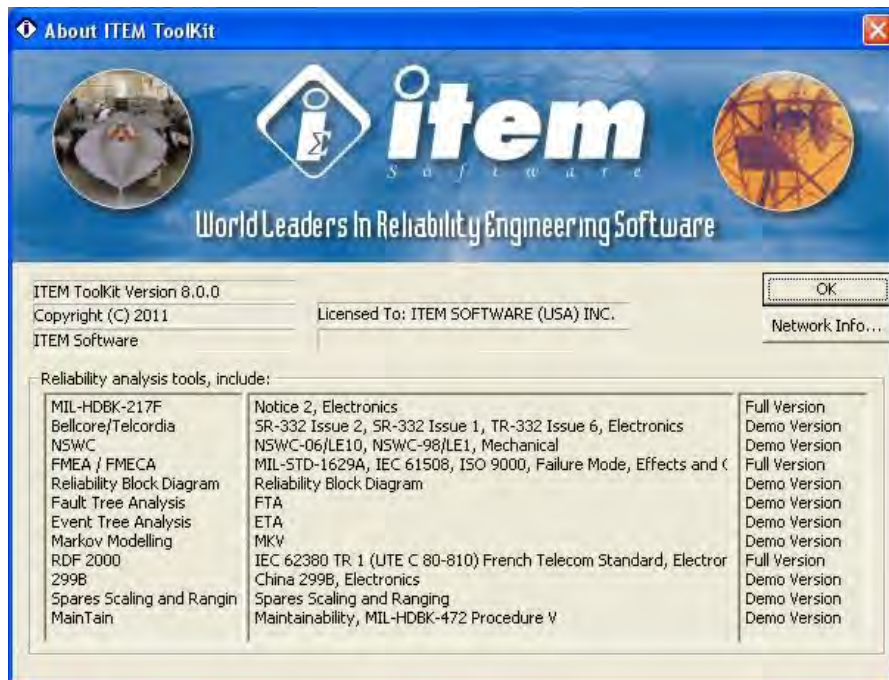 About ITEM ToolKit
item
Software
World Leaders In Reliability Engineering Software
ITEM ToolKit Version 8.0.0
Copyright (C) 2011
ITEM Software
Licensed To: ITEM SOFTWARE (USA) INC.
OK
Network Info...
Reliability analysis tools, include:
MIL-HDBK-217F Notice 2, Electronics Full Version
Bellcore/Telcordia SR-332 Issue 2, SR-332 Issue 1, TR-332 Issue 6, Electronics Demo Version
NSWC NSWC-06/LE10, NSWC-98/LE1, Mechanical Demo Version
FMEA / FMECA MIL-STD-1629A, IEC 61508, ISO 9000, Failure Mode, Effects and Full Version
Reliability Block Diagram Reliability Block Diagram Demo Version
Fault Tree Analysis FTA Demo Version
Event Tree Analysis ETA Demo Version
Markov Modelling MKV Demo Version
RDF 2000 IEC 62380 TR 1 (UTE C 80-810) French Telecom Standard, Electror Full Version
299B China 299B, Electronics Demo Version
Spares Scaling and Rangin Spares Scaling and Ranging Demo Version
MainTain Maintainability, MIL-HDBK-472 Procedure V Demo Version